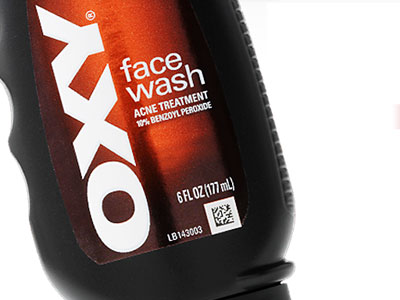 OXY®
face
wash
ACNE TREATMENT
10% BENZOYL PEROXIDE
6 FL OZ (177 mL)
LB143003